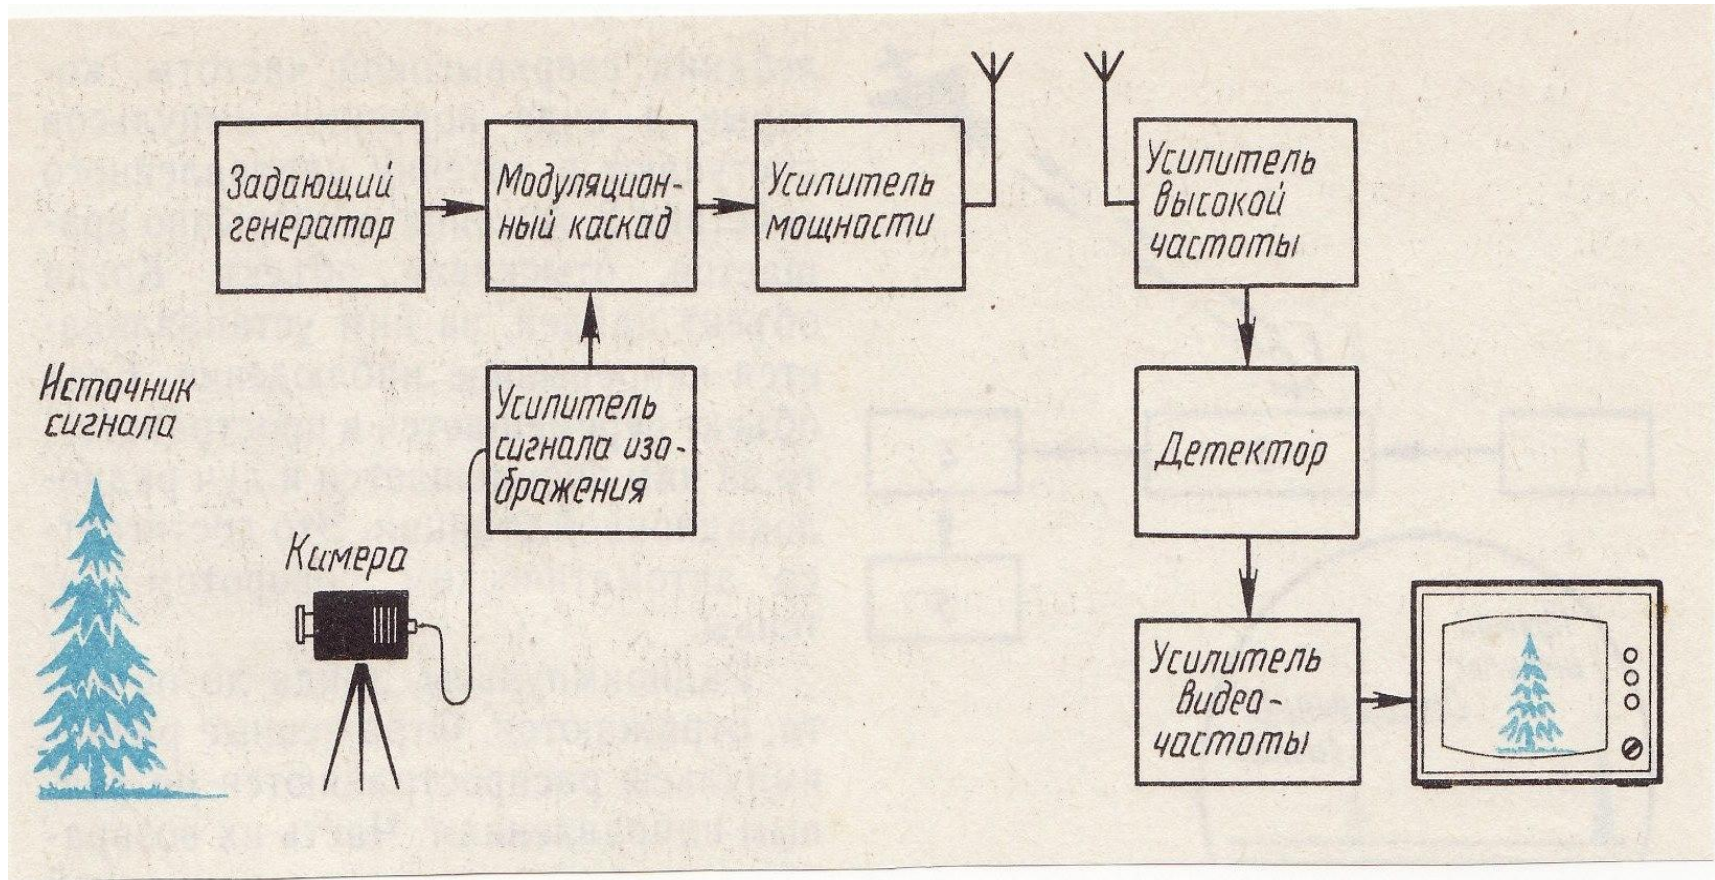 Задающий
генератор
Модуляцион-
ный каскад
Усилитель
мощности
Усилитель
высокой
частоты
Источник
сигнала
Усилитель
сигнала изо-
бражения
Детектор
Камера
Усилитель
видео-
частоты